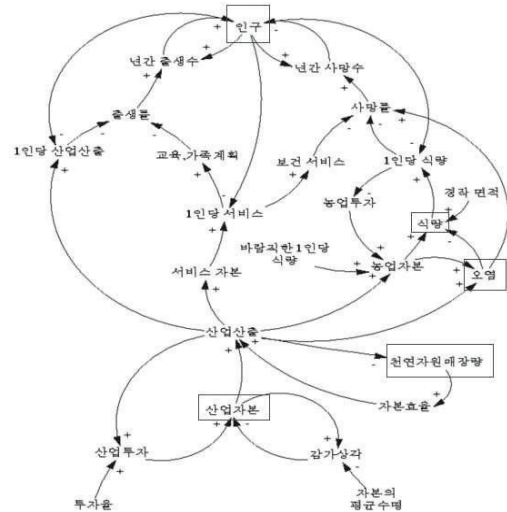 인구
년간 출생수
년간 사망수
출생률
사망률
1인당 산업산출
교육,가족계획
보건 서비스
1인당 식량
경작 면적
1인당 서비스
농업투자
식량
바람직한 1인당
식량
서비스 자본
농업자본
오염
산업산출
천연자원매장량
산업자본
자본효율
산업투자
감가상각
투자율
자본의
평균수명